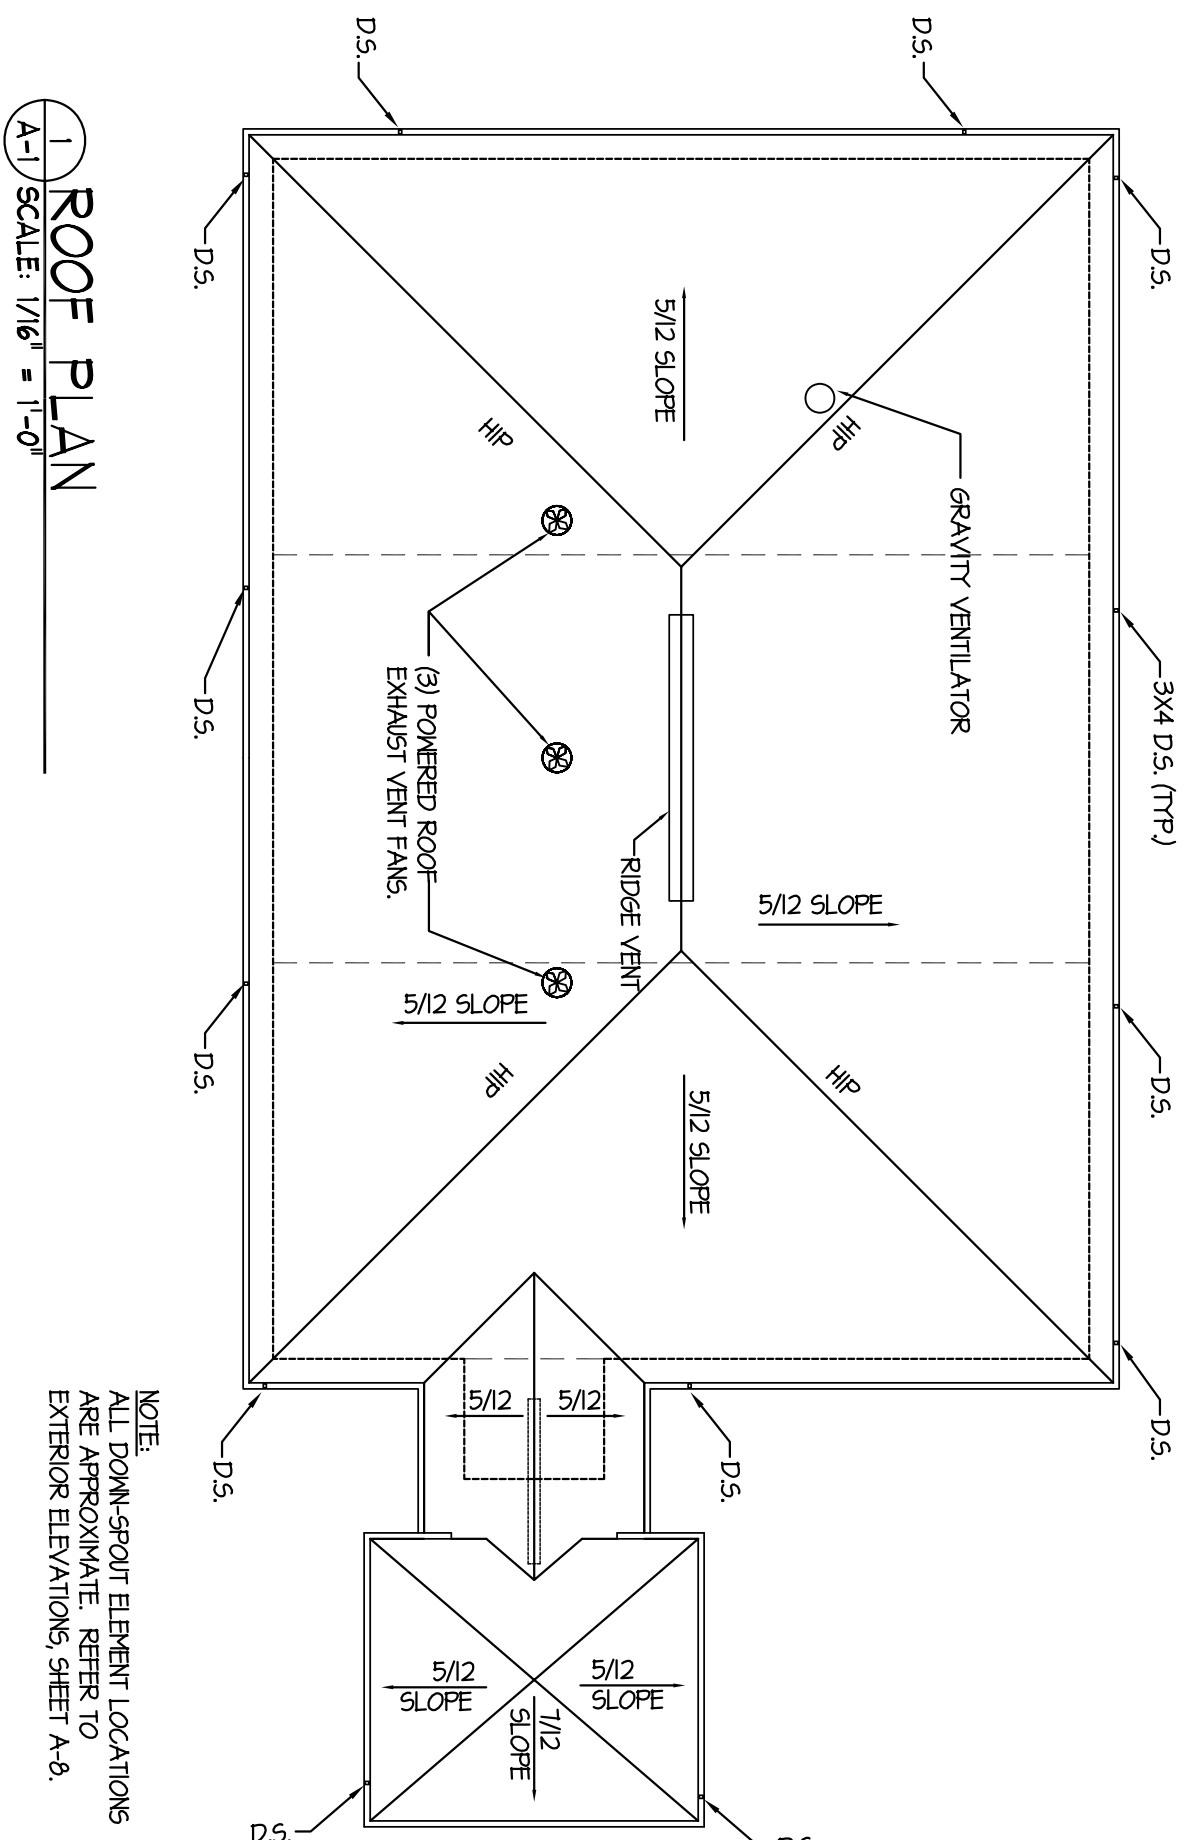 D.S.
D.S.
D.S.
D.S.
3X4 D.S. (TYP.)
D.S.
D.S.
D.S.
D.S.
D.S.
D.S.
D.S.
D.S.
D.S.
5/12 SLOPE
HIP
HIP
GRAVITY VENTILATOR
(3) POWERED ROOF
EXHAUST VENT FANS.
RIDGE VENT
5/12 SLOPE
5/12 SLOPE
HIP
HIP
5/12 SLOPE
5/12
5/12
5/12
SLOPE
5/12
SLOPE
7/12
SLOPE
1
A-1
ROOF PLAN
SCALE: 1/16" = 1'-0"
NOTE:
ALL DOWN-SPOUT ELEMENT LOCATIONS
ARE APPROXIMATE. REFER TO
EXTERIOR ELEVATIONS, SHEET A-8.